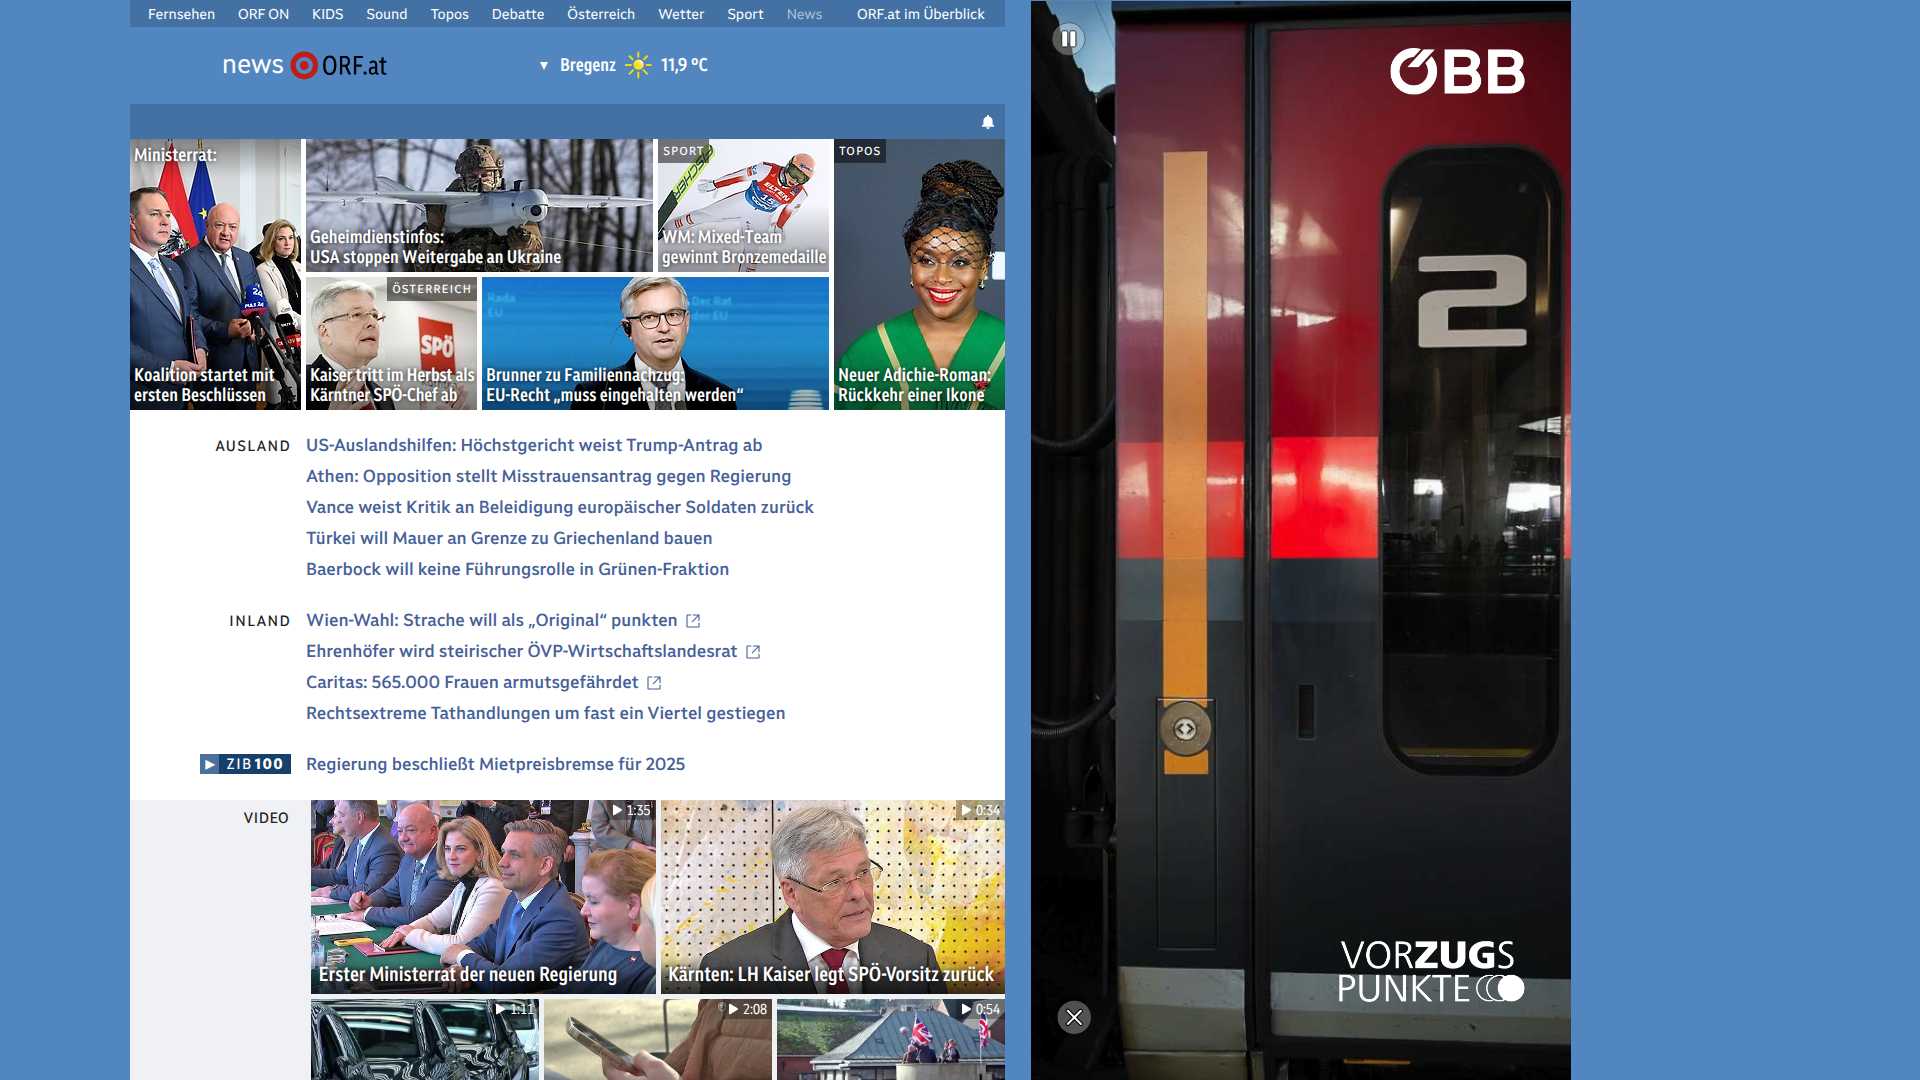 Fernsehen ORF ON KIDS Sound Topos Debatte Österreich Wetter Sport News ORF.at im Überblick
news ORF.at
Bregenz 11,9 °C
Ministerrat:
Koalition startet mit
ersten Beschlüssen
Geheimdienstinfos:
USA stoppen Weitergabe an Ukraine
SPORT
WM: Mixed-Team
gewinnt Bronzemedaille
TOPOS
Neuer Adichie-Roman:
Rückkehr einer Ikone
ÖSTERREICH
SPÖ
Kaiser tritt im Herbst als
Kärntner SPÖ-Chef ab
Brunner zu Familiennachzug:
EU-Recht „muss eingehalten werden“
AUSLAND
US-Auslandshilfen: Höchstgericht weist Trump-Antrag ab
Athen: Opposition stellt Misstrauensantrag gegen Regierung
Vance weist Kritik an Beleidigung europäischer Soldaten zurück
Türkei will Mauer an Grenze zu Griechenland bauen
Baerbock will keine Führungsrolle in Grünen-Fraktion
INLAND
Wien-Wahl: Strache will als „Original“ punkten
Ehrenhöfer wird steirischer ÖVP-Wirtschaftslandesrat
Caritas: 565.000 Frauen armutsgefährdet
Rechtsextreme Tathandlungen um fast ein Viertel gestiegen
ZIB100
Regierung beschließt Mietpreisbremse für 2025
VIDEO
1:35
Erster Ministerrat der neuen Regierung
0:34
Kärnten: LH Kaiser legt SPÖ-Vorsitz zurück
1:11
2:08
0:54
ÖBB
2
VORZUGS
PUNKTE